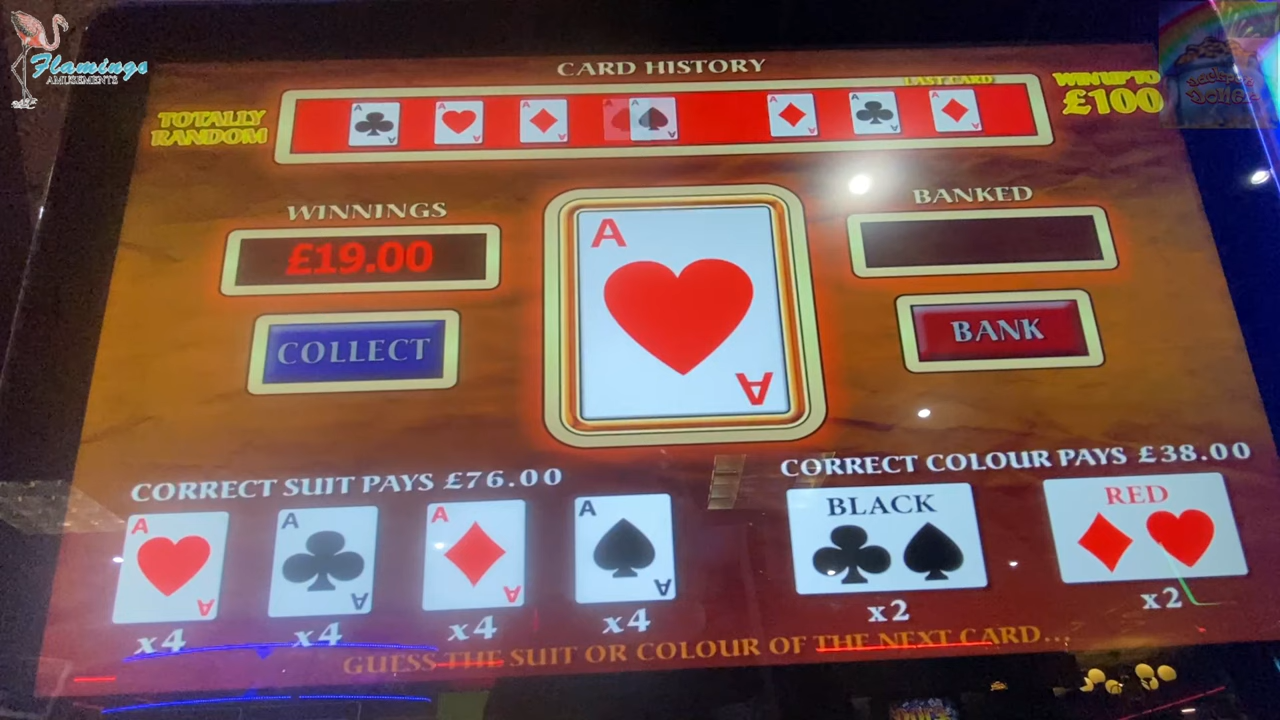 Flamingo
AMUSEMENTS
CARD HISTORY
LAST CARD
TOTALLY
RANDOM
WIN UP TO
£100
A A A A A A A A
WINNINGS
£19.00
BANKED
COLLECT
BANK
A
A
CORRECT SUIT PAYS £76.00
CORRECT COLOUR PAYS £38.00
A A A A
BLACK
RED
A A A A
x4 x4 x4 x4
x2
x2
GUESS THE SUIT OR COLOUR OF THE NEXT CARD...